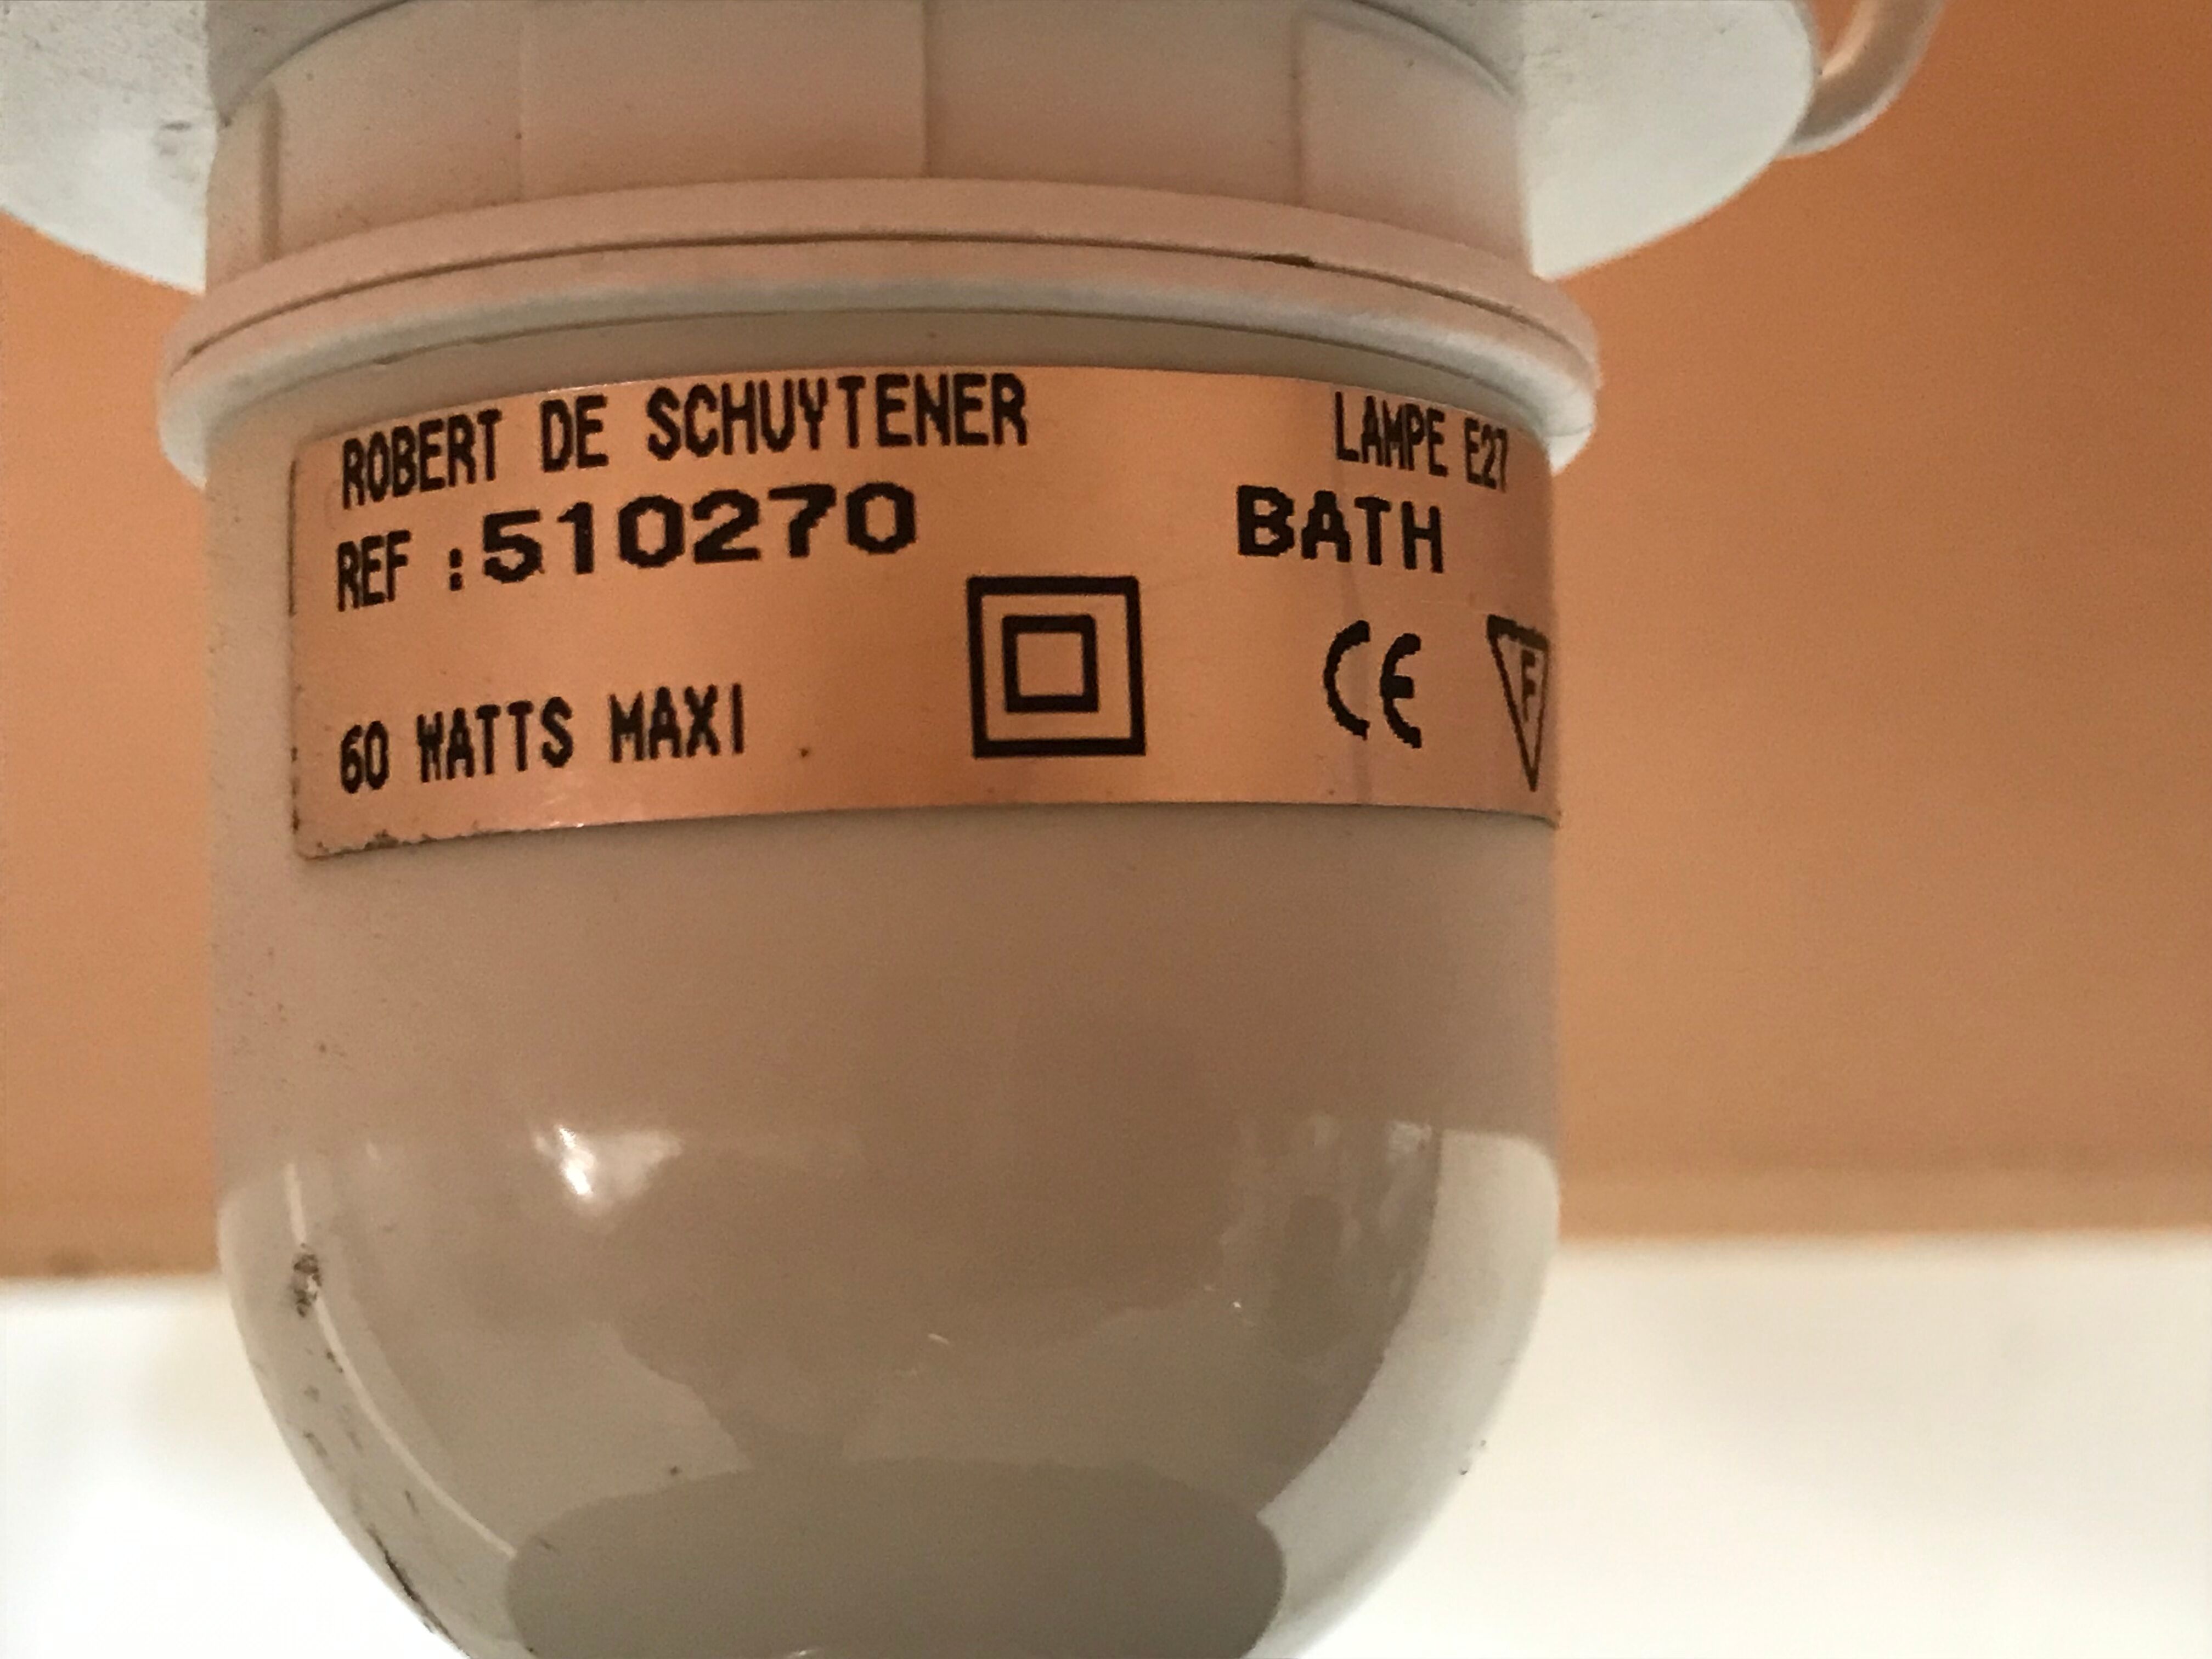 ROBERT DE SCHUYTENER
REF :510270
60 WATTS MAXI
LAMPE E27
BATH
CE
F